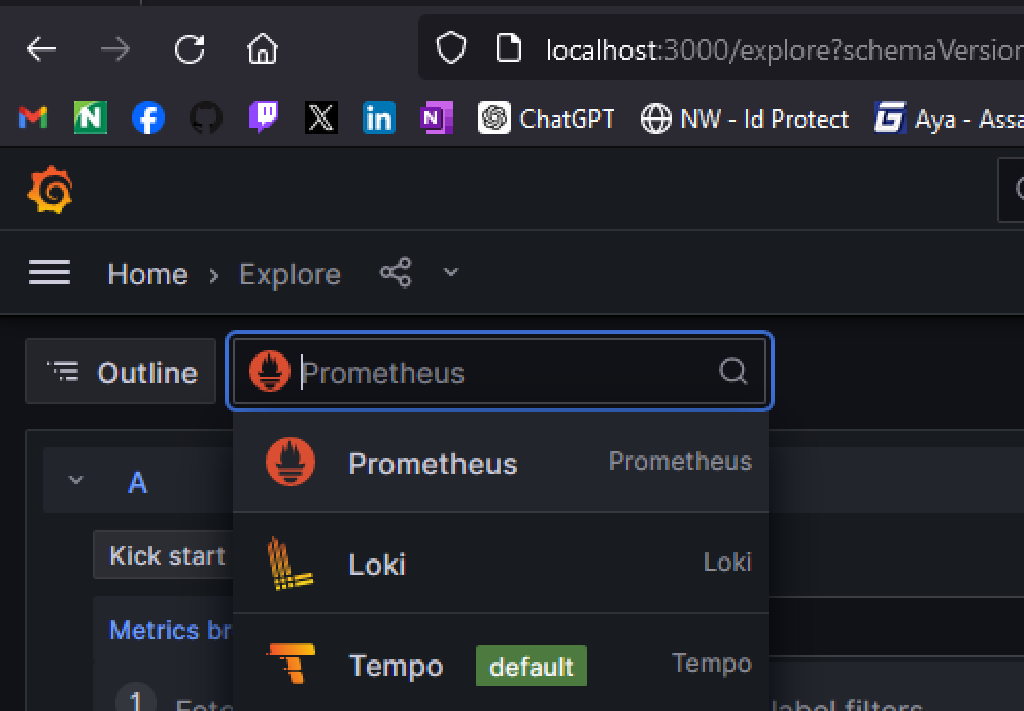 localhost:3000/explore?schemaVersion
ChatGPT NW - Id Protect Aya - Assa
Home › Explore
Outline Prometheus
Prometheus Prometheus
A
Kick start
Loki Loki
Metrics br
Tempo default Tempo
1 label filters